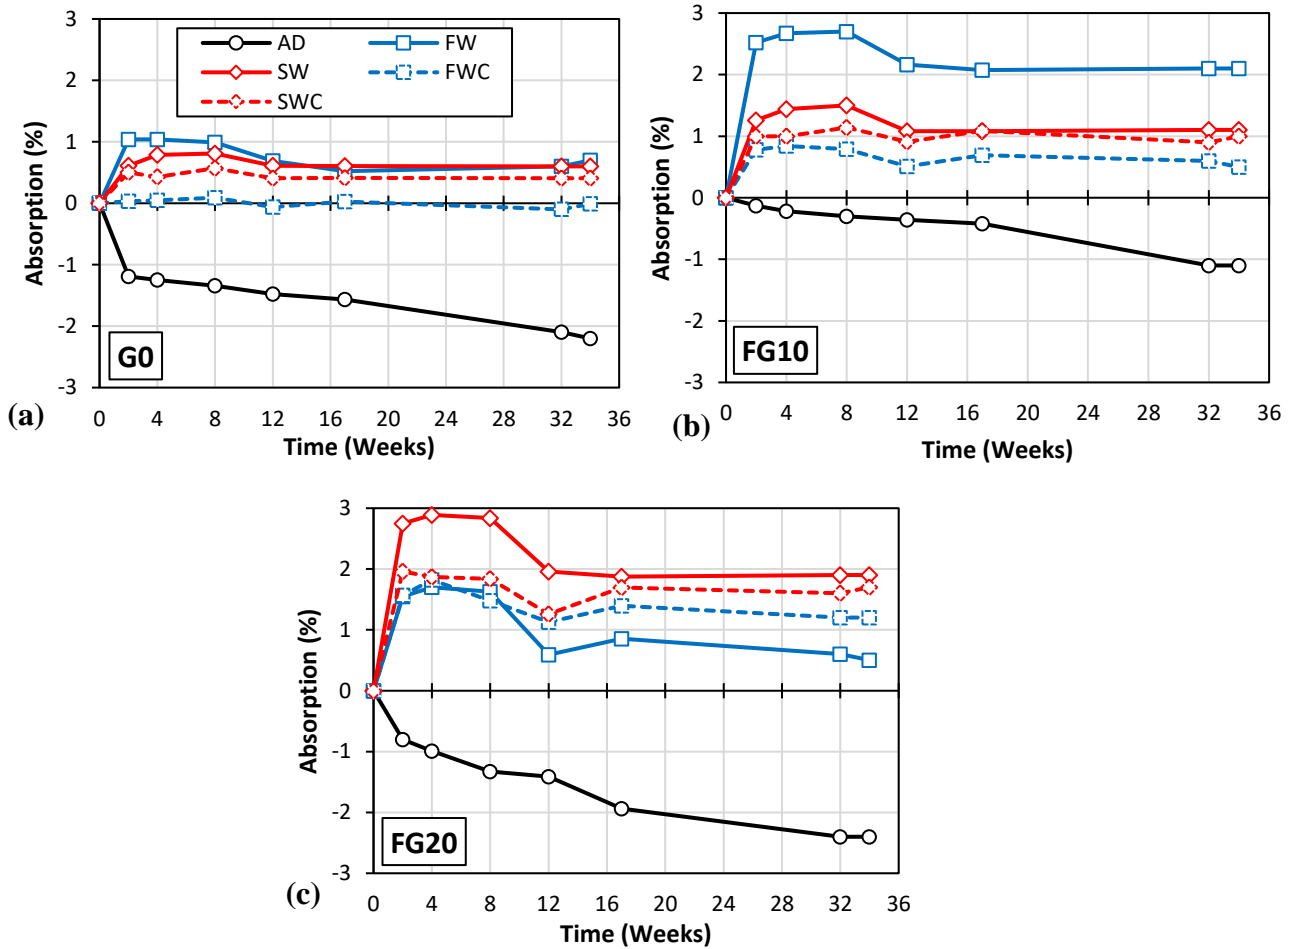 3
2
1
0
-1
-2
-3
Absorption (%)
AD
FW
SW
FWC
SWC
G0
0 4 8 12 16 20 24 28 32 36
(a)
Time (Weeks)
3
2
1
0
-1
-2
-3
Absorption (%)
FG10
0 4 8 12 16 20 24 28 32 36
(b)
Time (Weeks)
3
2
1
0
-1
-2
-3
Absorption (%)
FG20
(c)
0 4 8 12 16 20 24 28 32 36
Time (Weeks)